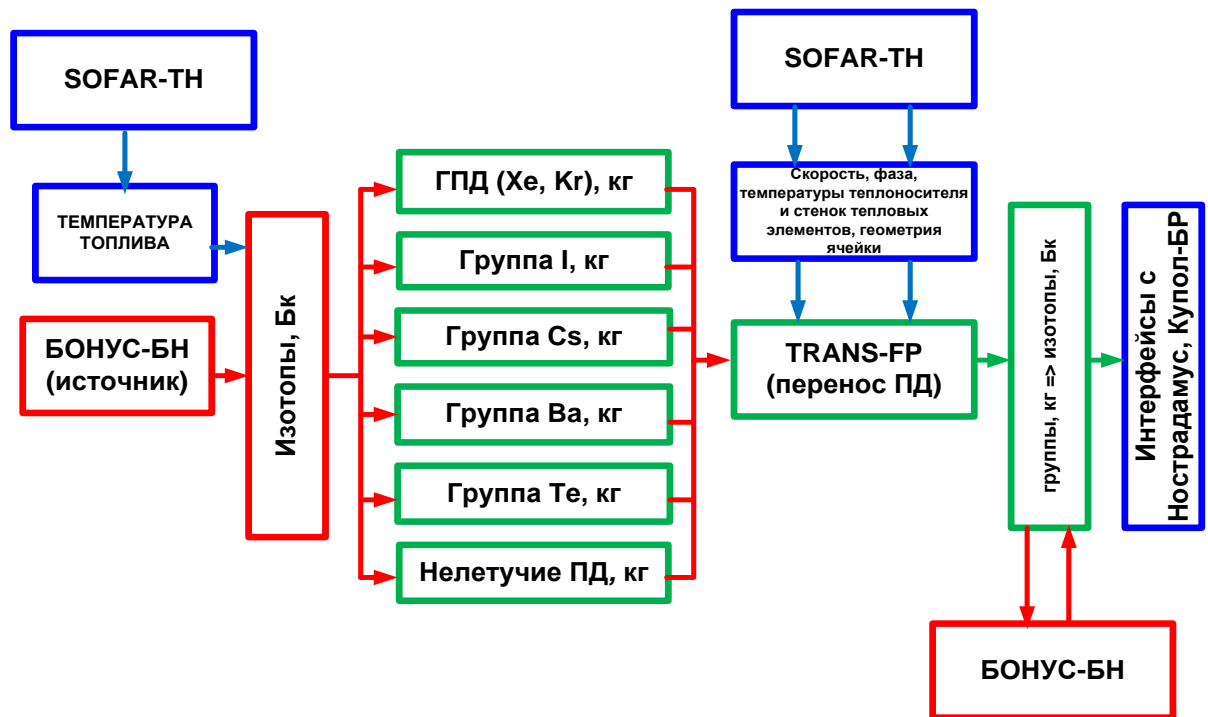 SOFAR-TH
ТЕМПЕРАТУРА
ТОПЛИВА
БОНУС-БН
(источник)
Изотопы, Бк
ГПД (Xe, Kr), кг
Группа I, кг
Группа Cs, кг
Группа Ba, кг
Группа Te, кг
Нелетучие ПД, кг
SOFAR-TH
Скорость, фаза,
температуры теплоносителя
и стенок тепловых
элементов, геометрия
ячейки
TRANS-FP
(перенос ПД)
группы, кг => изотопы, Бк
Интерфейсы с
Нострадамус, Купол-БР
БОНУС-БН